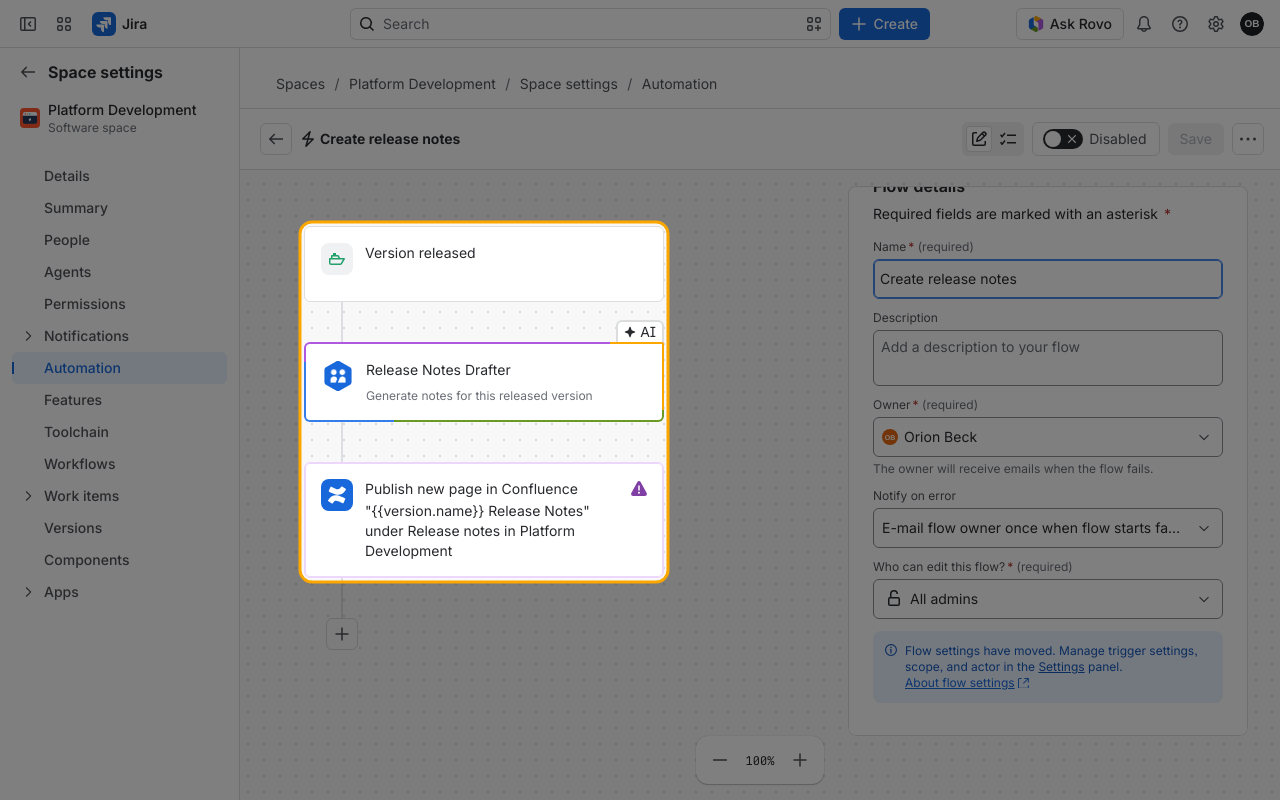 Jira
Search
Create
Ask Rovo
OB
Space settings
Platform Development
Software space
Details
Summary
People
Agents
Permissions
Notifications
Automation
Features
Toolchain
Workflows
Work items
Versions
Components
Apps
Spaces / Platform Development / Space settings / Automation
Create release notes
Disabled
Save
Version released
AI
Release Notes Drafter
Generate notes for this released version
Publish new page in Confluence
"{{version.name}} Release Notes"
under Release notes in Platform
Development
100%
Flow details
Required fields are marked with an asterisk *
Name * (required)
Create release notes
Description
Add a description to your flow
Owner * (required)
OB Orion Beck
The owner will receive emails when the flow fails.
Notify on error
E-mail flow owner once when flow starts fa...
Who can edit this flow? * (required)
All admins
Flow settings have moved. Manage trigger settings,
scope, and actor in the Settings panel.
About flow settings